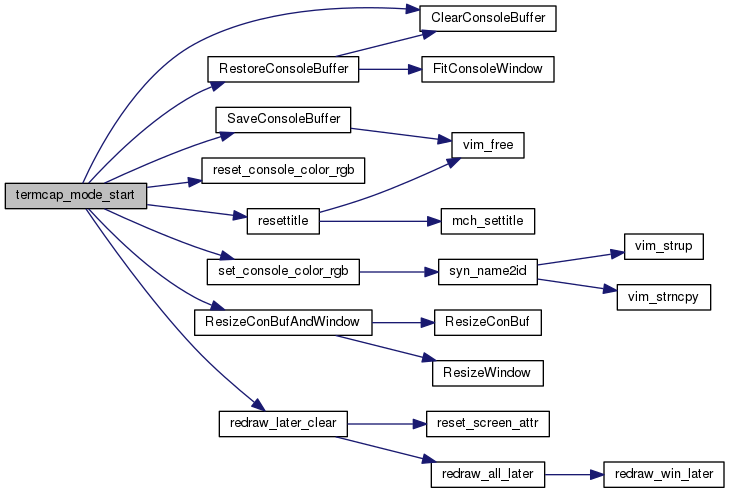 ClearConsoleBuffer
RestoreConsoleBuffer
FitConsoleWindow
SaveConsoleBuffer
vim_free
reset_console_color_rgb
termcap_mode_start
resettitle
mch_settitle
vim_strup
set_console_color_rgb
syn_name2id
vim_strncpy
ResizeConBufAndWindow
ResizeConBuf
ResizeWindow
redraw_later_clear
reset_screen_attr
redraw_all_later
redraw_win_later